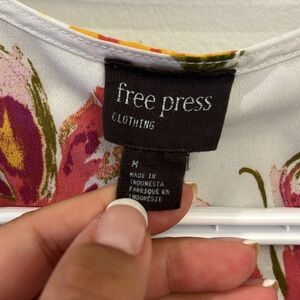 free press
CLOTHING
M
MADE IN
INDONESIA
FABRIQUÉ EN
INDONÉSIE